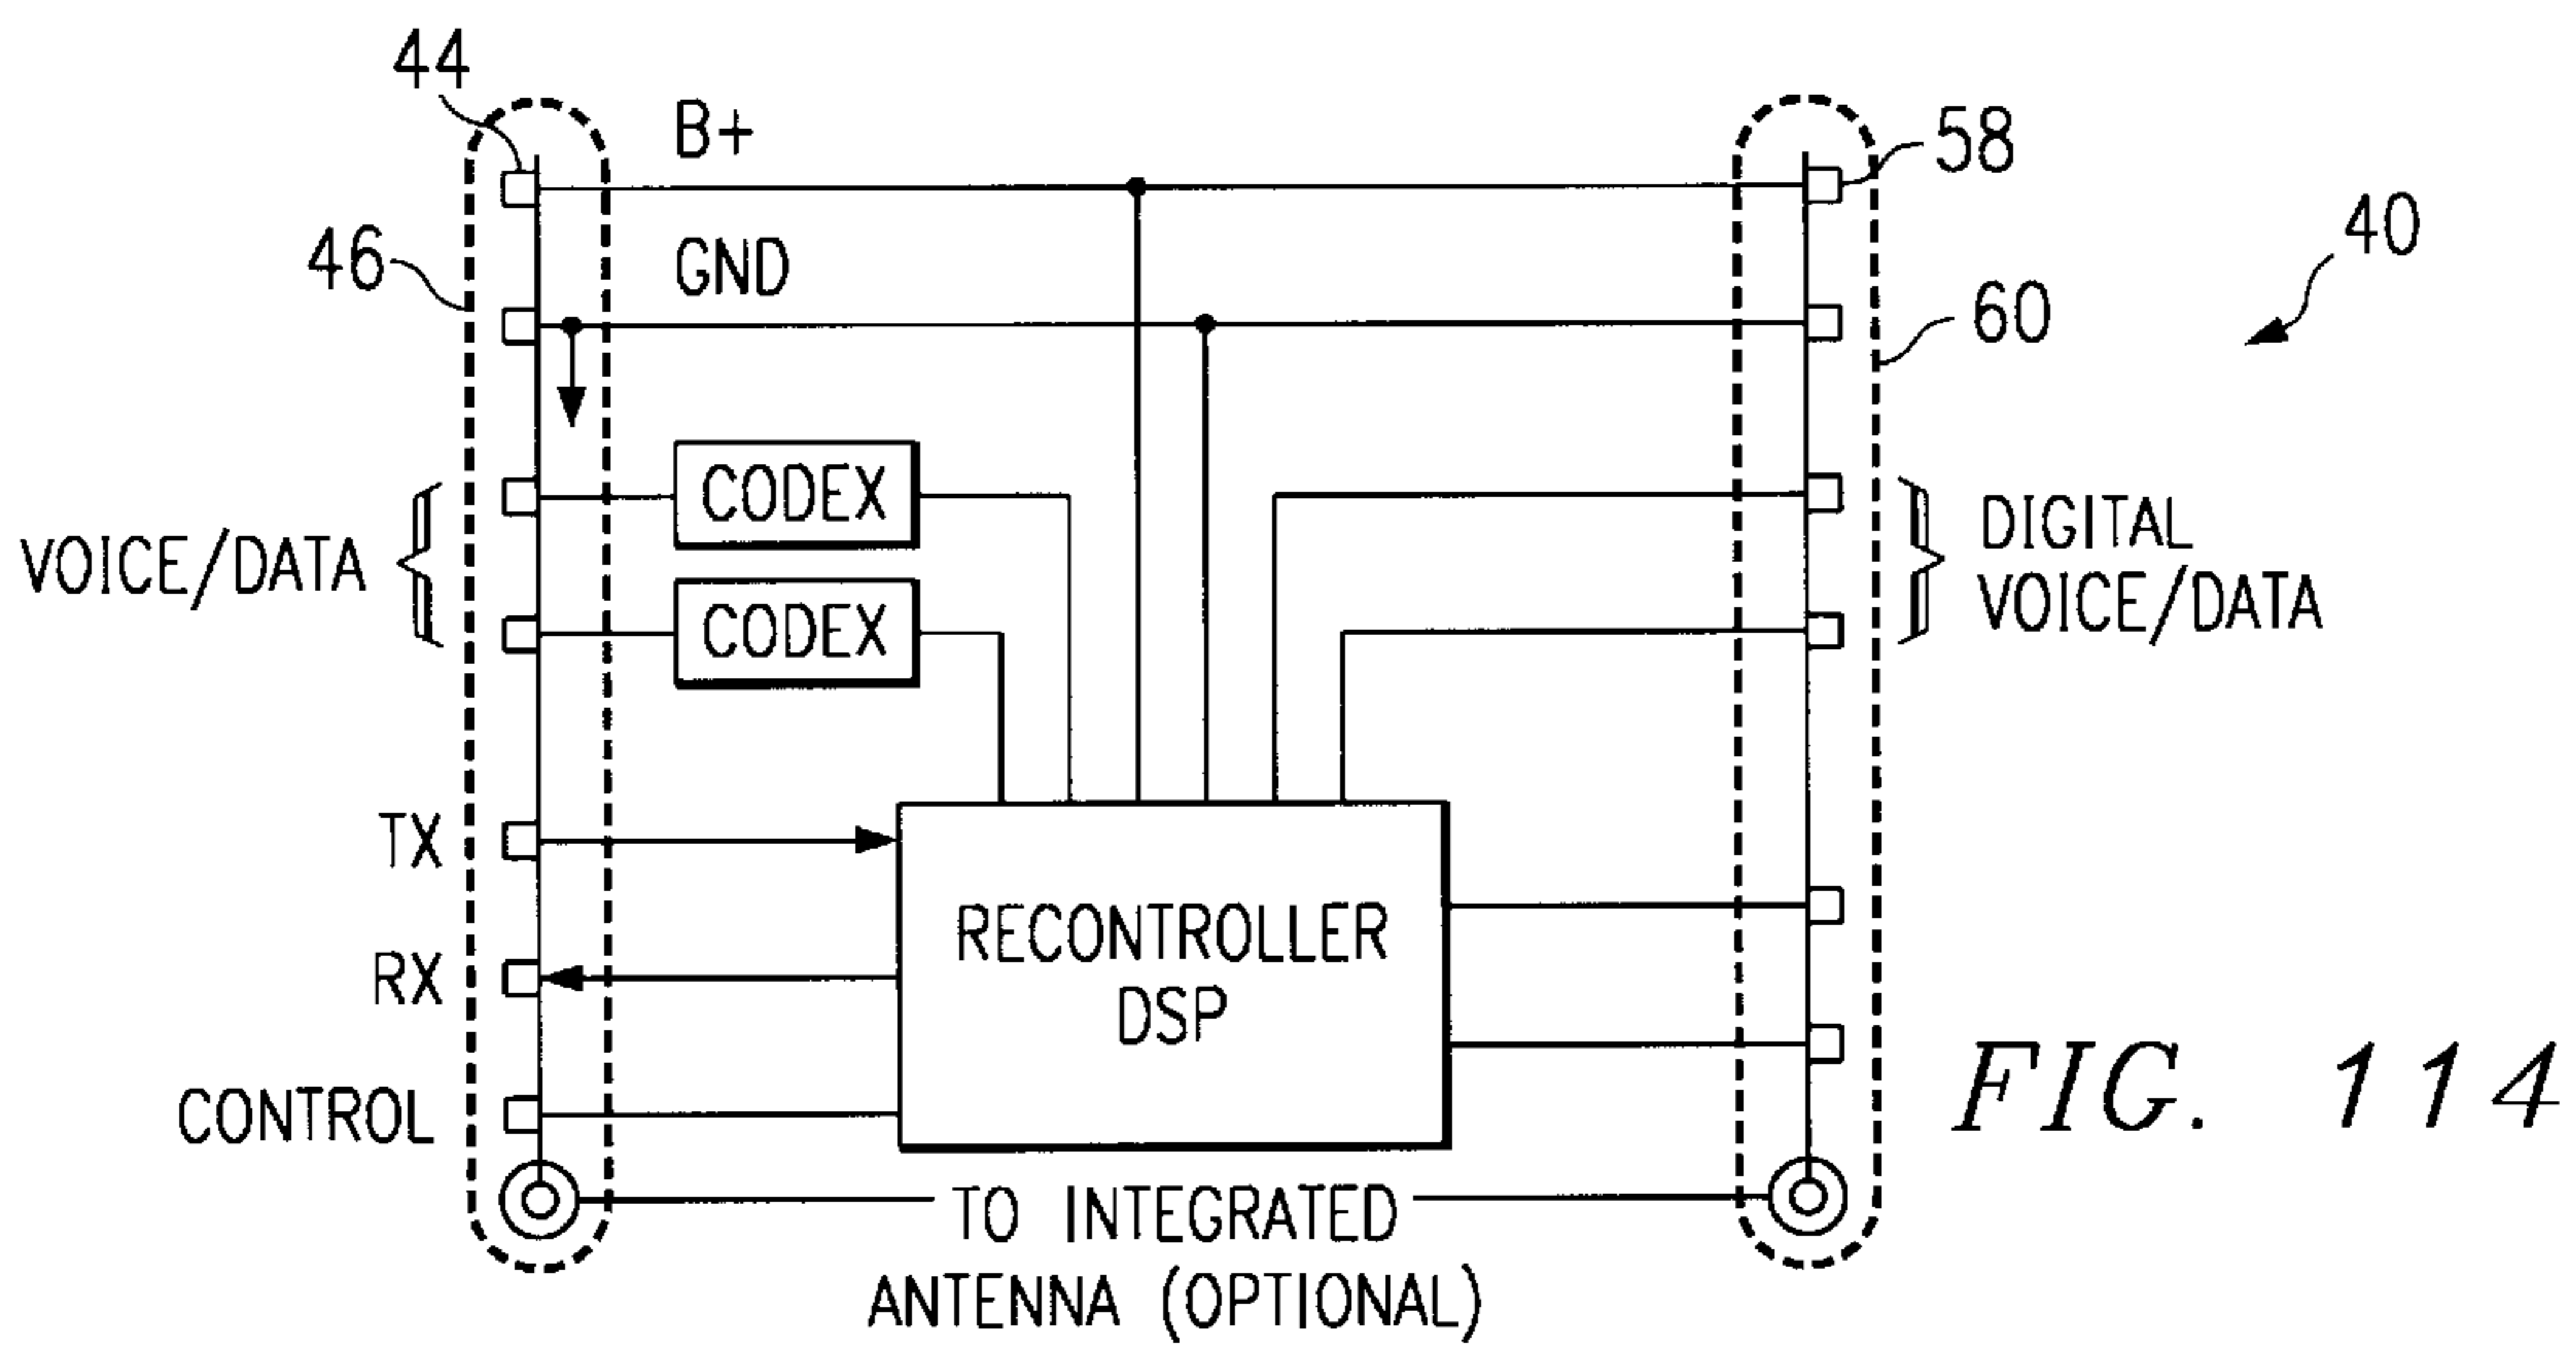 44
B+
58
46
GND
40
60
CODEX
VOICE/DATA
CODEX
DIGITAL
VOICE/DATA
TX
RX
RECONTROLLER
DSP
CONTROL
TO INTEGRATED
ANTENNA (OPTIONAL)
FIG. 114